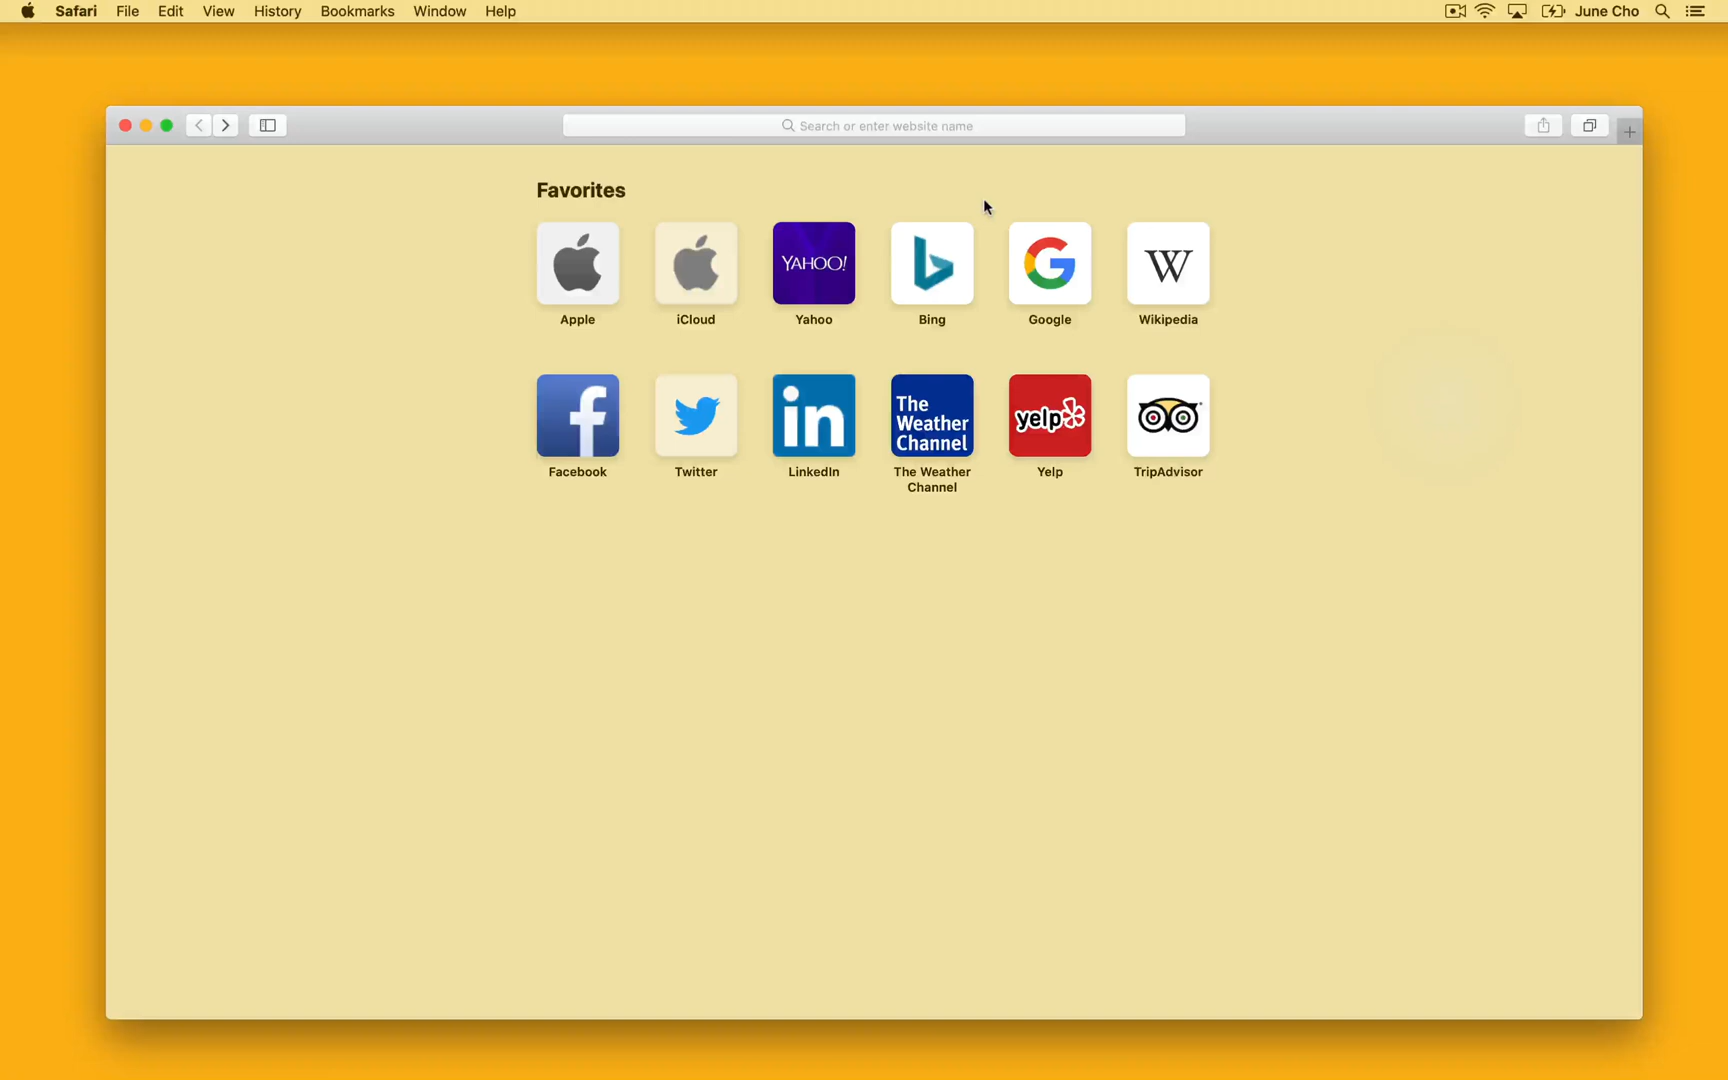 Safari File Edit View History Bookmarks Window Help June Cho
Search or enter website name
Favorites
YAHOO!
W
Apple iCloud Yahoo Bing Google Wikipedia
The
Weather
Channel
in
yelp
Facebook Twitter LinkedIn The Weather Channel Yelp TripAdvisor